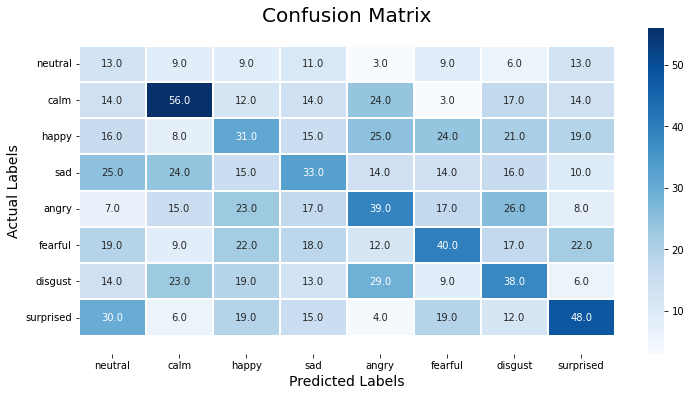 Confusion Matrix
neutral 13.0 9.0 9.0 11.0 3.0 9.0 6.0 13.0
calm 14.0 56.0 12.0 14.0 24.0 3.0 17.0 14.0
happy 16.0 8.0 31.0 15.0 25.0 24.0 21.0 19.0
sad 25.0 24.0 15.0 33.0 14.0 14.0 16.0 10.0
angry 7.0 15.0 23.0 17.0 39.0 17.0 26.0 8.0
fearful 19.0 9.0 22.0 18.0 12.0 40.0 17.0 22.0
disgust 14.0 23.0 19.0 13.0 29.0 9.0 38.0 6.0
surprised 30.0 6.0 19.0 15.0 4.0 19.0 12.0 48.0
neutral calm happy sad angry fearful disgust surprised
Predicted Labels
Actual Labels
50
40
30
20
10